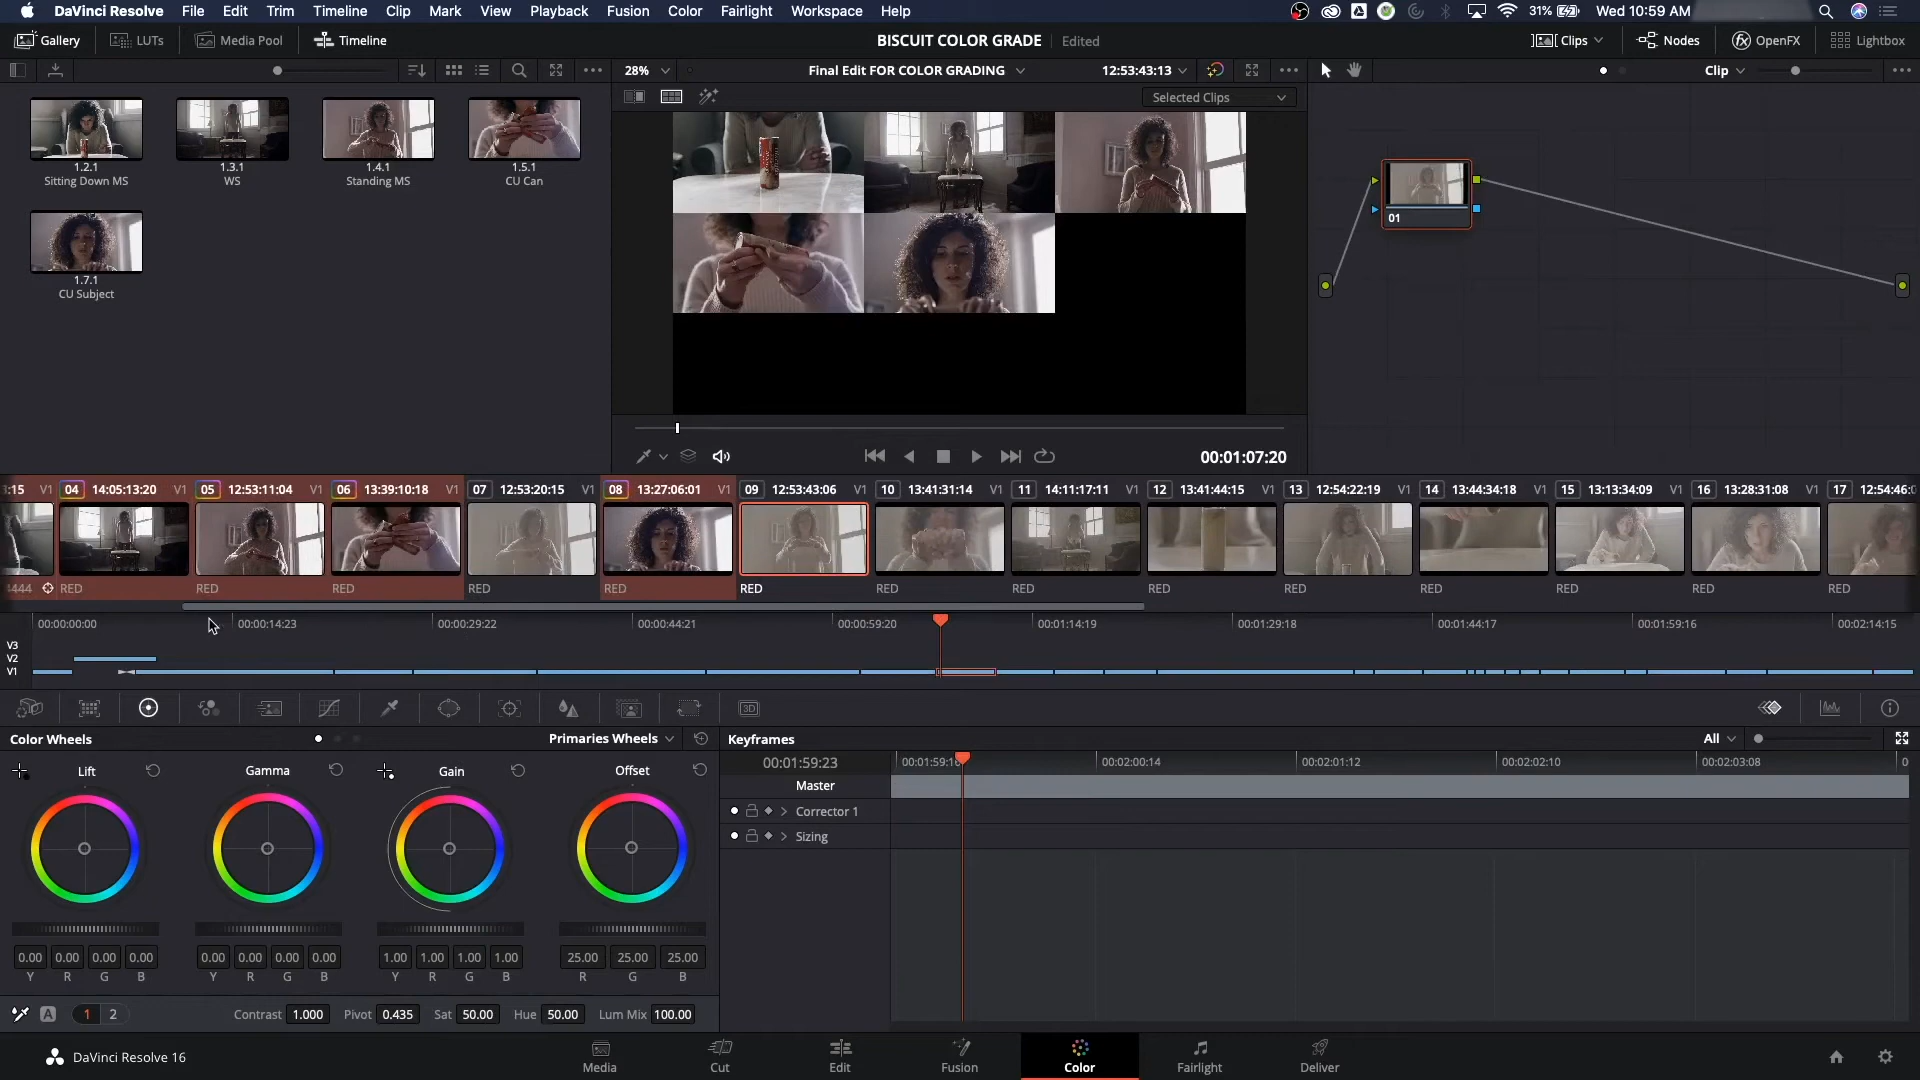 DaVinci Resolve File Edit Trim Timeline Clip Mark View Playback Fusion Color Fairlight Workspace Help 31% Wed 10:59 AM
Gallery LUTs Media Pool Timeline BISCUIT COLOR GRADE Edited Clips Nodes OpenFX Lightbox
28% Final Edit FOR COLOR GRADING 12:53:43:13 Clip
Selected Clips
1.2.1 1.3.1 1.4.1 1.5.1
Sitting Down MS WS Standing MS CU Can
1.7.1
CU Subject
01
00:01:07:20
3:15 V1 04 14:05:13:20 V1 05 12:53:11:04 V1 06 13:39:10:18 V1 07 12:53:20:15 V1 08 13:27:06:01 V1 09 12:53:43:06 V1 10 13:41:31:14 V1 11 14:11:17:11 V1 12 13:41:44:15 V1 13 12:54:22:19 V1 14 13:44:34:18 V1 15 13:13:34:09 V1 16 13:28:31:08 V1 17 12:54:46:0
4444 RED RED RED RED RED RED RED RED RED RED RED RED RED RED
00:00:00:00 00:00:14:23 00:00:29:22 00:00:44:21 00:00:59:20 00:01:14:19 00:01:29:18 00:01:44:17 00:01:59:16 00:02:14:15
V3
V2
V1
3D
Color Wheels Primaries Wheels Keyframes All
Lift Gamma Gain Offset 00:01:59:23 00:01:59:16 00:02:00:14 00:02:01:12 00:02:02:10 00:02:03:08 0
Master
Corrector 1
Sizing
0.00 0.00 0.00 0.00 0.00 0.00 0.00 0.00 1.00 1.00 1.00 1.00 25.00 25.00 25.00
Y R G B Y R G B Y R G B R G B
A 1 2 Contrast 1.000 Pivot 0.435 Sat 50.00 Hue 50.00 Lum Mix 100.00
DaVinci Resolve 16 Media Cut Edit Fusion Color Fairlight Deliver